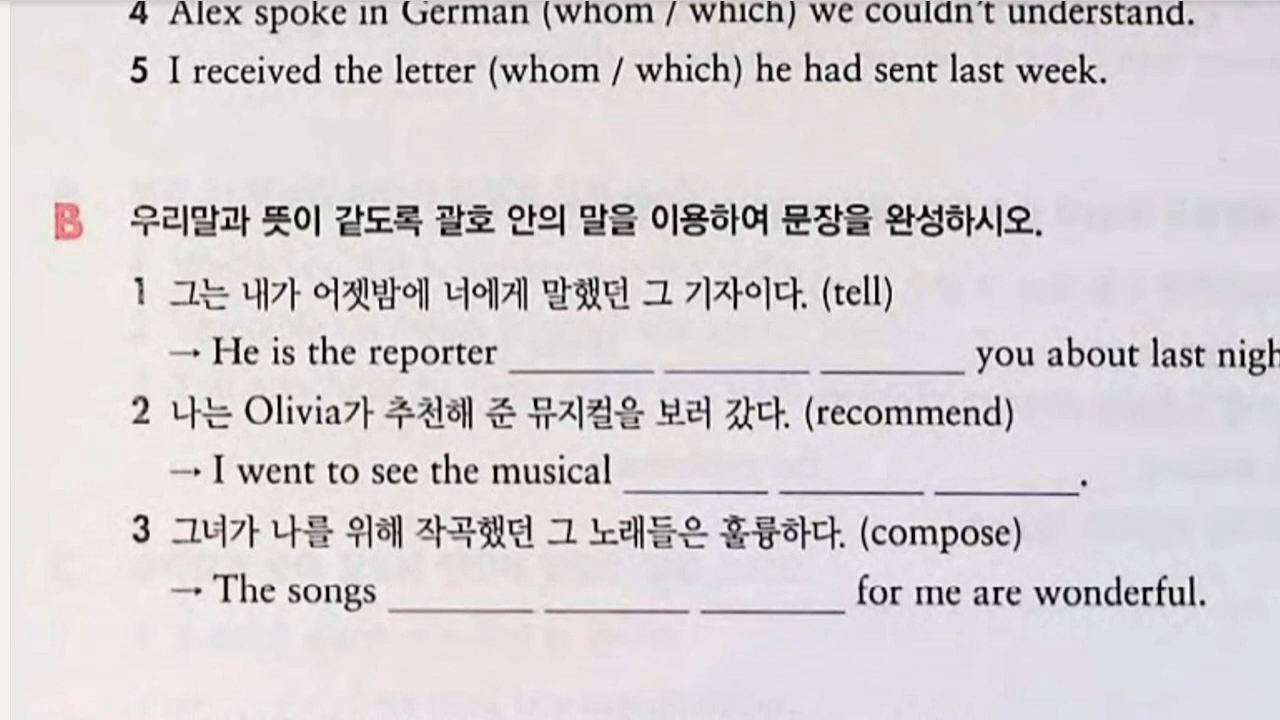 4 Alex spoke in German (whom / which) we couldn't understand.
5 I received the letter (whom / which) he had sent last week.
B 우리말과 뜻이 같도록 괄호 안의 말을 이용하여 문장을 완성하시오.
1 그는 내가 어젯밤에 너에게 말했던 그 기자이다. (tell)
→ He is the reporter ________ ________ ________ you about last nigh
2 나는 Olivia가 추천해 준 뮤지컬을 보러 갔다. (recommend)
→ I went to see the musical ________ ________ ________.
3 그녀가 나를 위해 작곡했던 그 노래들은 훌륭하다. (compose)
→ The songs ________ ________ ________ for me are wonderful.